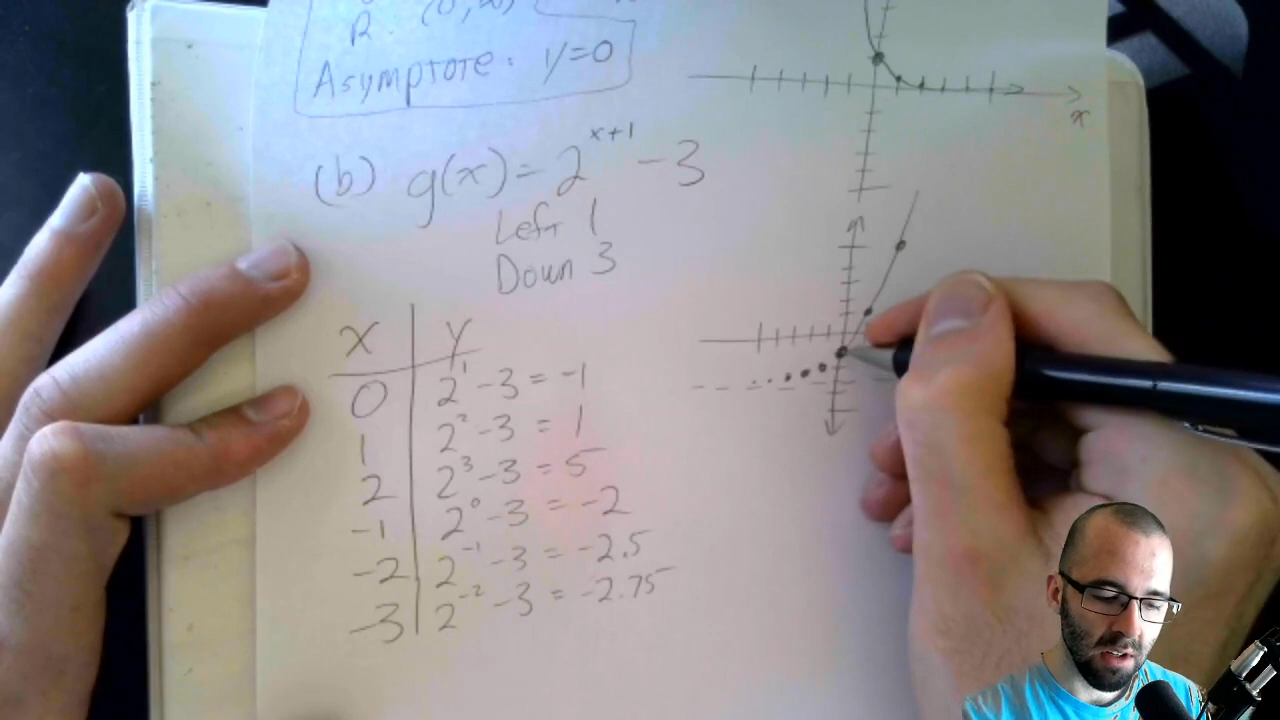 R: (0,∞)
Asymptote: y=0
x
(b) g(x)=2^{x+1} -3
Left 1
Down 3
x | y
0 | 2^1 -3 = -1
1 | 2^2 -3 = 1
2 | 2^3 -3 = 5
-1 | 2^0 -3 = -2
-2 | 2^{-1} -3 = -2.5
-3 | 2^{-2} -3 = -2.75